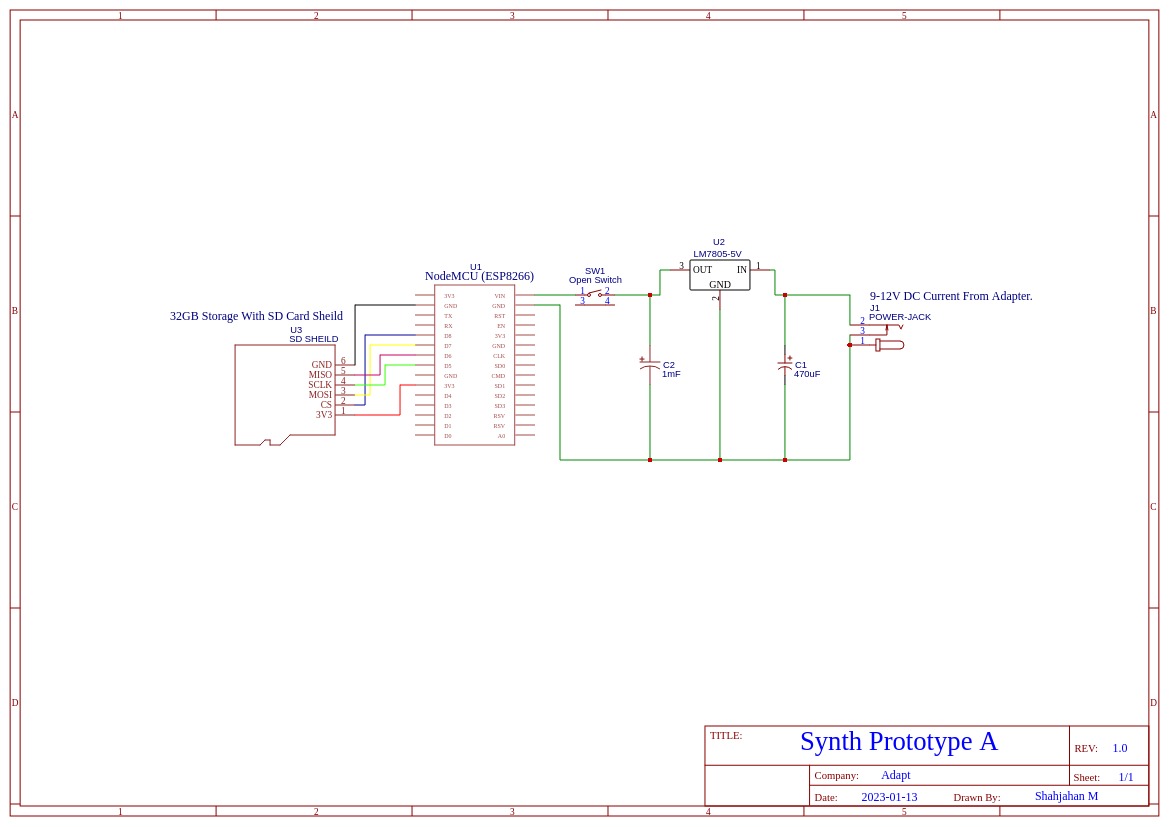 1 2 3 4 5
A A
U2
LM7805-5V
3 OUT IN 1
GND
2
U1
NodeMCU (ESP8266)
SW1
Open Switch
1 2
3 4
9-12V DC Current From Adapter.
J1
POWER-JACK
2
3
1
B B
32GB Storage With SD Card Sheild
U3
SD SHEILD
GND 6
MISO 5
SCLK 4
MOSI 3
CS 2
3V3 1
3V3 VIN
GND GND
TX RST
RX EN
D8 3V3
D7 GND
D6 CLK
D5 SD0
GND CMD
3V3 SD1
D4 SD2
D3 SD3
D2 RSV
D1 RSV
D0 A0
+ C2
1mF
+ C1
470uF
C C
D D
TITLE: Synth Prototype A REV: 1.0
Company: Adapt Sheet: 1/1
Date: 2023-01-13 Drawn By: Shahjahan M
1 2 3 4 5